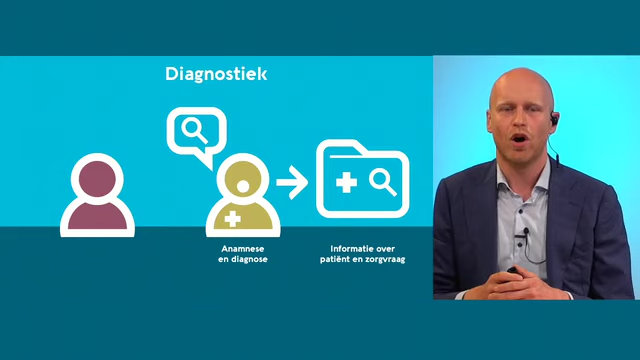 Diagnostiek
Anamnese
en diagnose
Informatie over
patiënt en zorgvraag